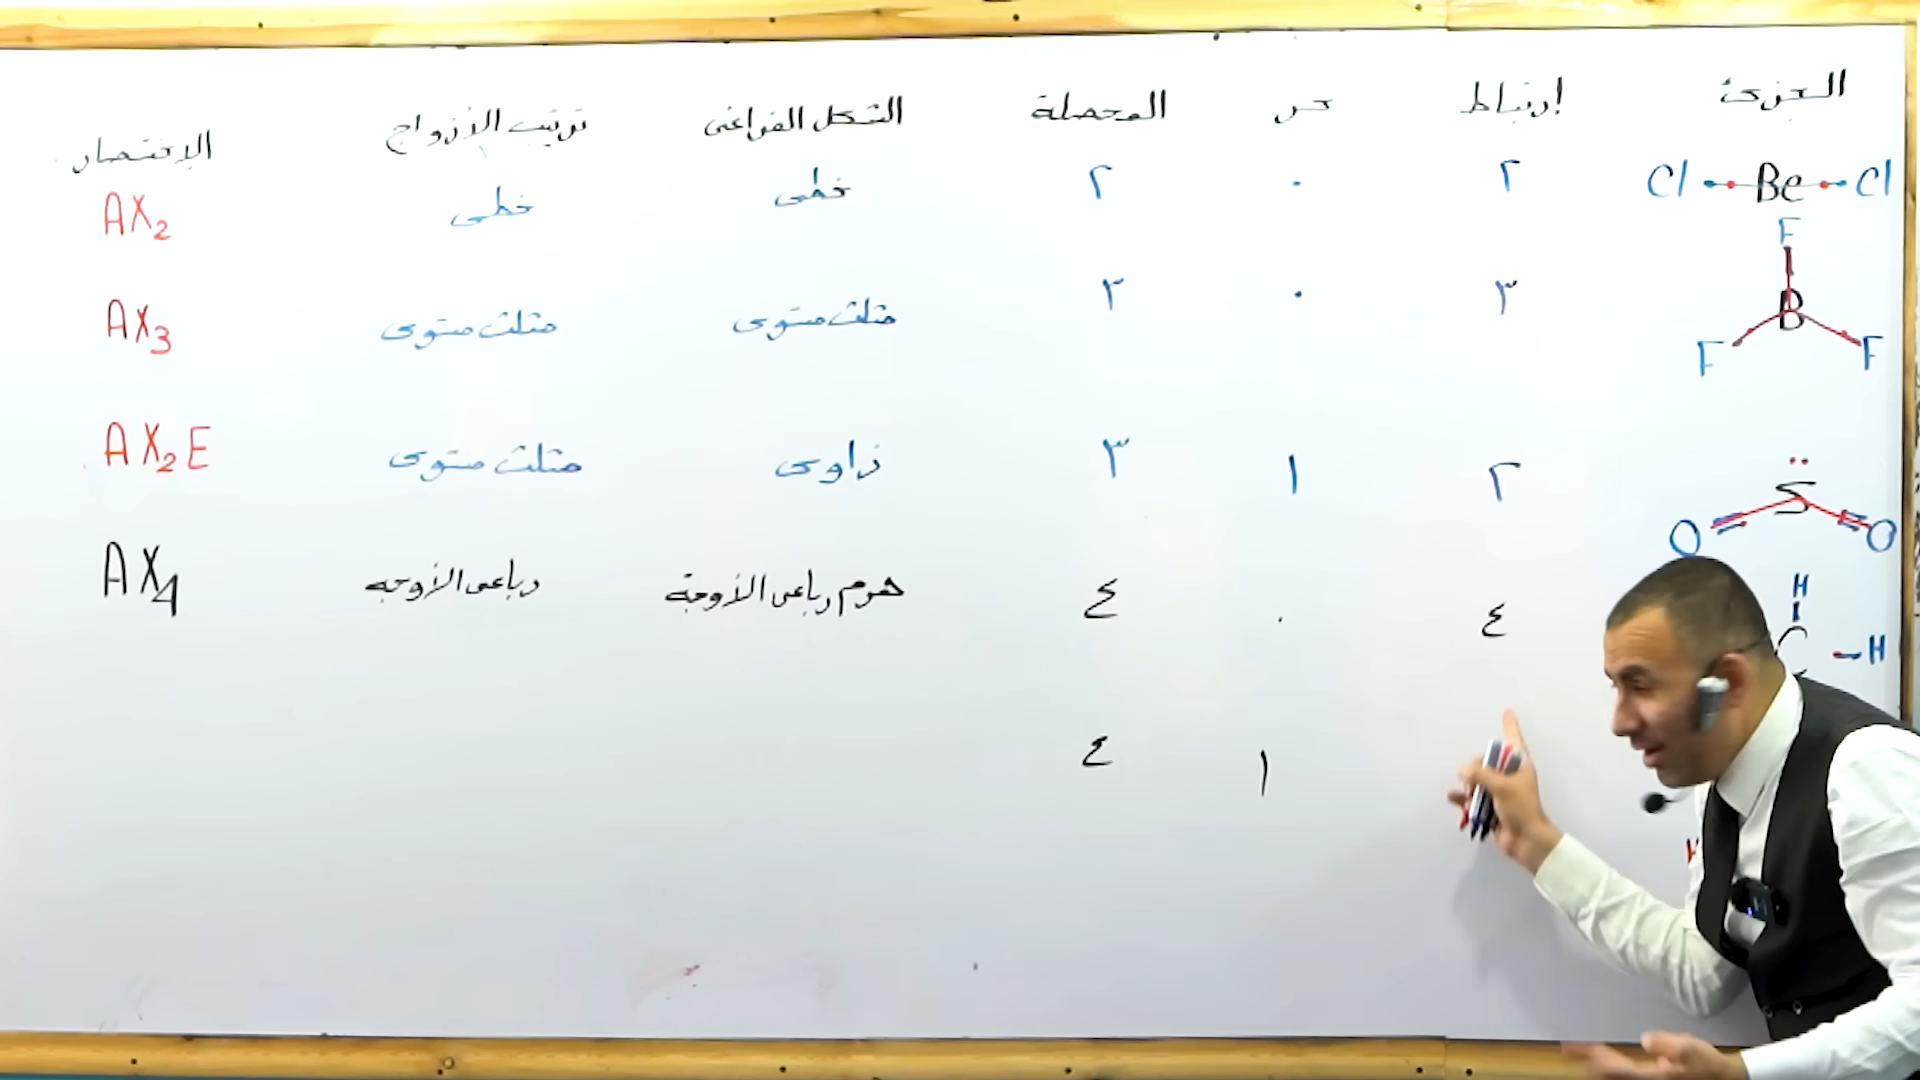 الجزئ إرتباط حر المحصلة الشكل الفراغى ترتيب الأزواج الإختصار
Cl Be Cl ٢ ٠ ٢ خطى خطى AX2
F
B
F F ٣ ٠ ٣ مثلث مستوى مثلث مستوى AX3
S
O O ٢ ١ ٣ زاوى مثلث مستوى AX2E
H
C H ٤ ٠ ٤ هرم رباعى الأوجة رباعى الأوجه AX4
١ ٤